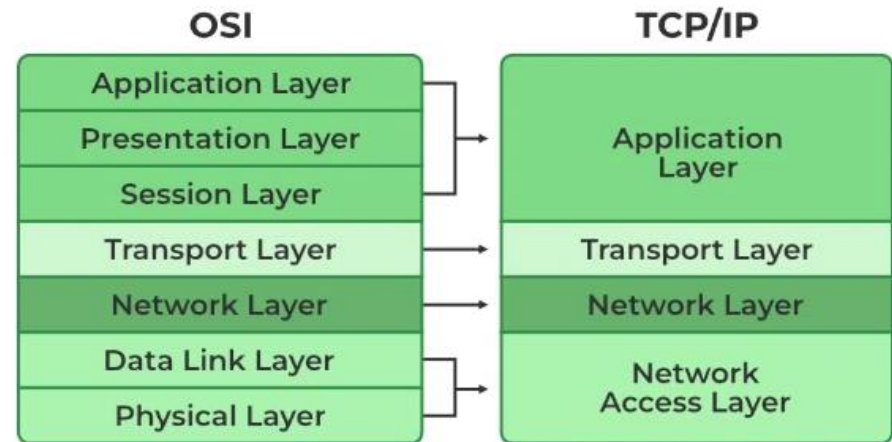 OSI
Application Layer
Presentation Layer
Session Layer
Transport Layer
Network Layer
Data Link Layer
Physical Layer
TCP/IP
Application
Layer
Transport Layer
Network Layer
Network
Access Layer